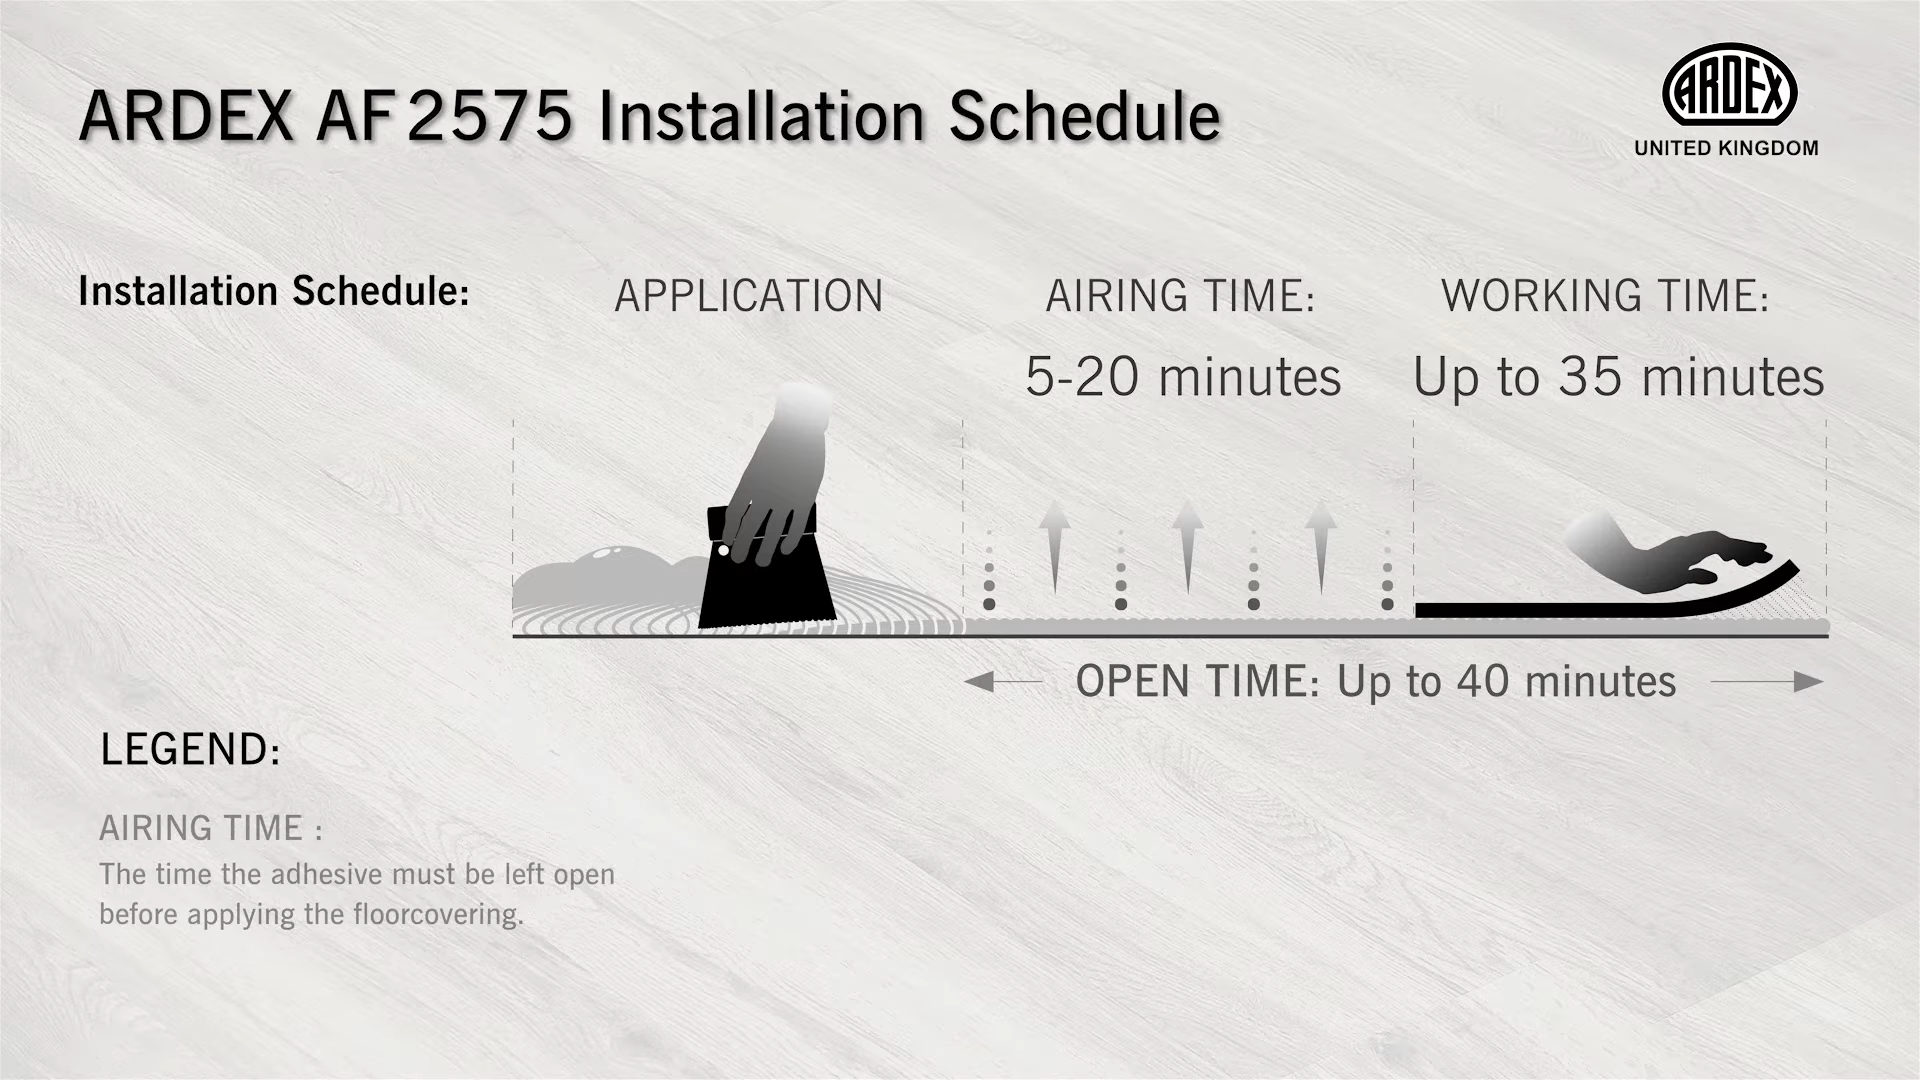 ARDEX AF 2575 Installation Schedule
ARDEX
UNITED KINGDOM
Installation Schedule:
APPLICATION
AIRING TIME:
WORKING TIME:
5-20 minutes
Up to 35 minutes
OPEN TIME: Up to 40 minutes
LEGEND:
AIRING TIME :
The time the adhesive must be left open
before applying the floorcovering.